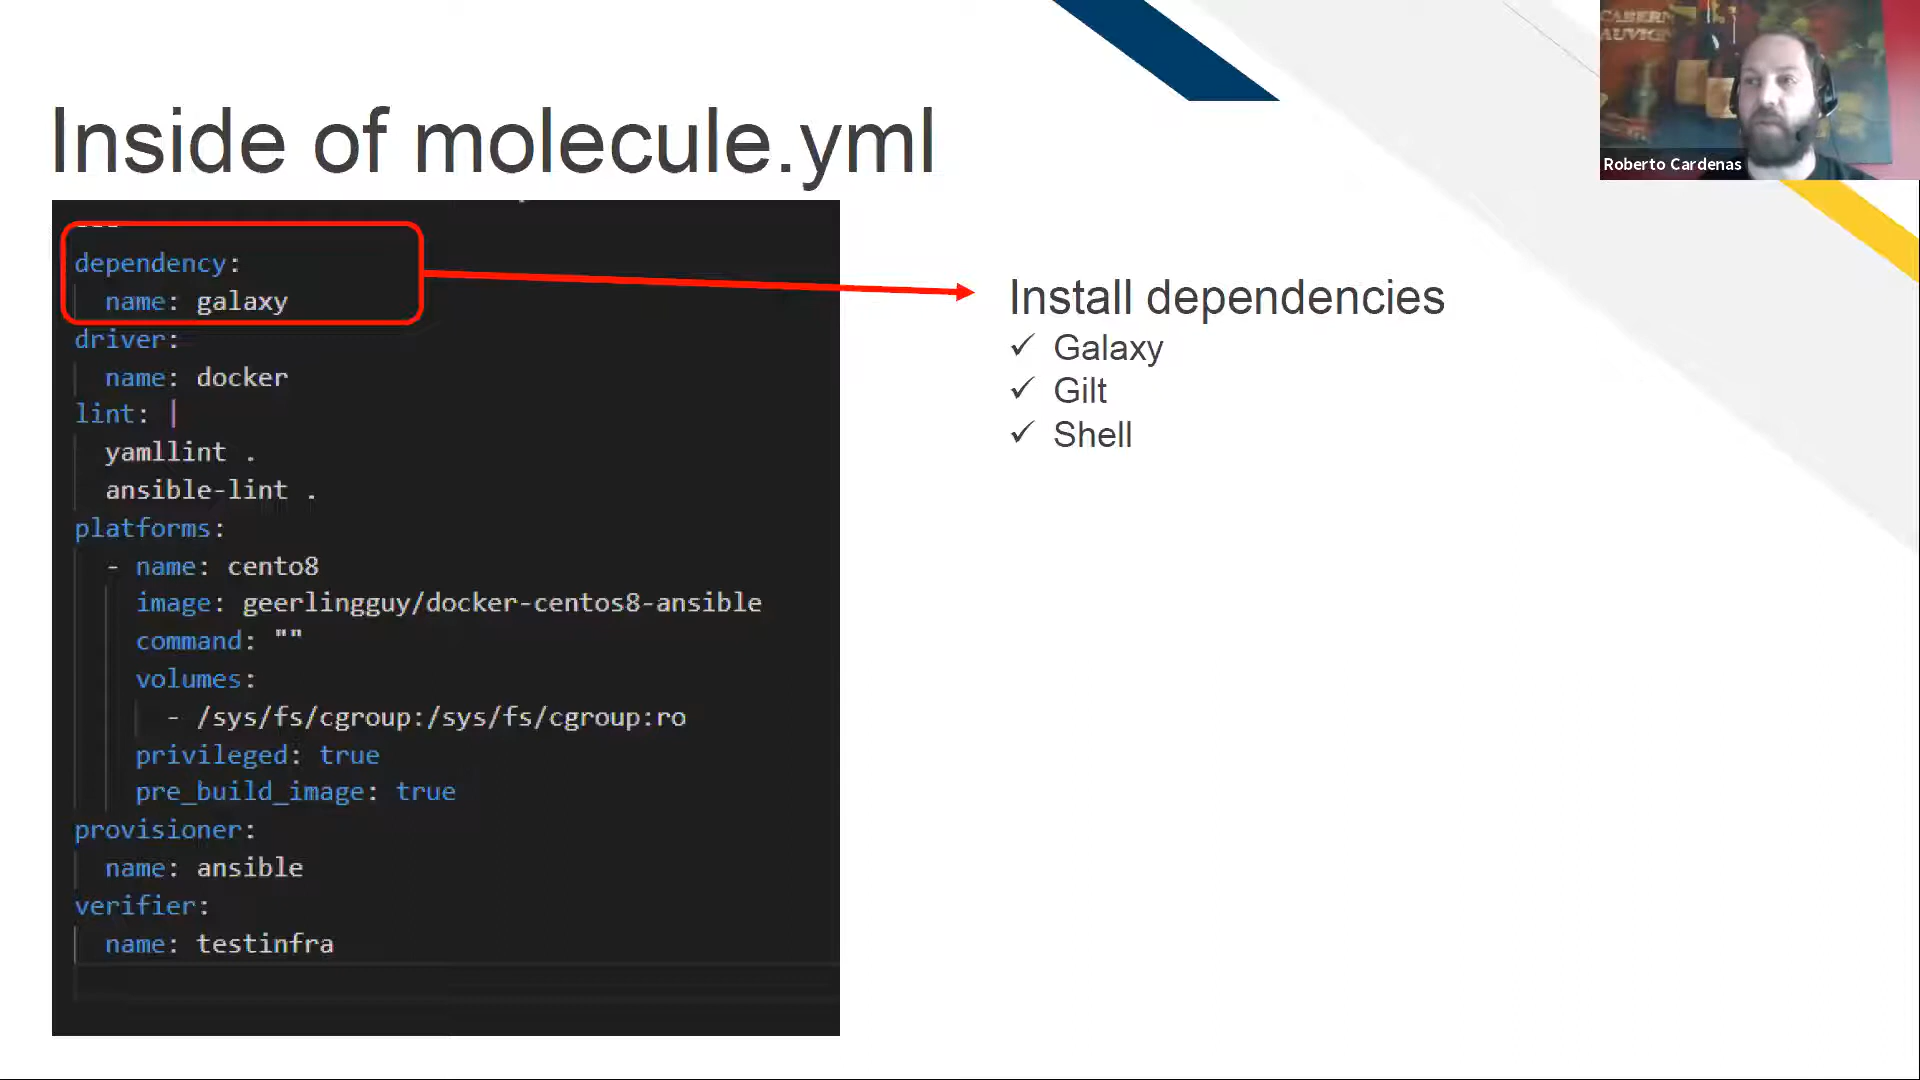 Inside of molecule.yml
dependency:
name: galaxy
driver:
name: docker
lint: |
yamllint .
ansible-lint .
platforms:
- name: cento8
image: geerlingguy/docker-centos8-ansible
command: ""
volumes:
- /sys/fs/cgroup:/sys/fs/cgroup:ro
privileged: true
pre_build_image: true
provisioner:
name: ansible
verifier:
name: testinfra
Install dependencies
✓ Galaxy
✓ Gilt
✓ Shell
CABERN
AUVIGN
Roberto Cardenas